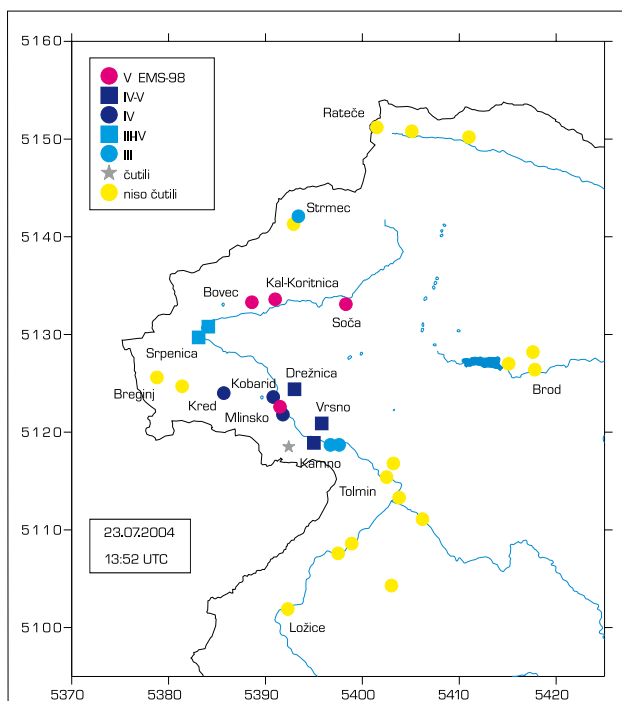 5160
5150
5140
5130
5120
5110
5100
5370 5380 5390 5400 5410 5420
V EMS-98
IV-V
IV
III-IV
III
čutili
niso čutili
Rateče
Strmec
Kal-Koritnica
Bovec
Soča
Srpenica
Drežnica
Breginj
Kobarid
Brod
Kred
Vrsno
Mlinsko
Kamno
Tolmin
23.07.2004
13:52 UTC
Ložice